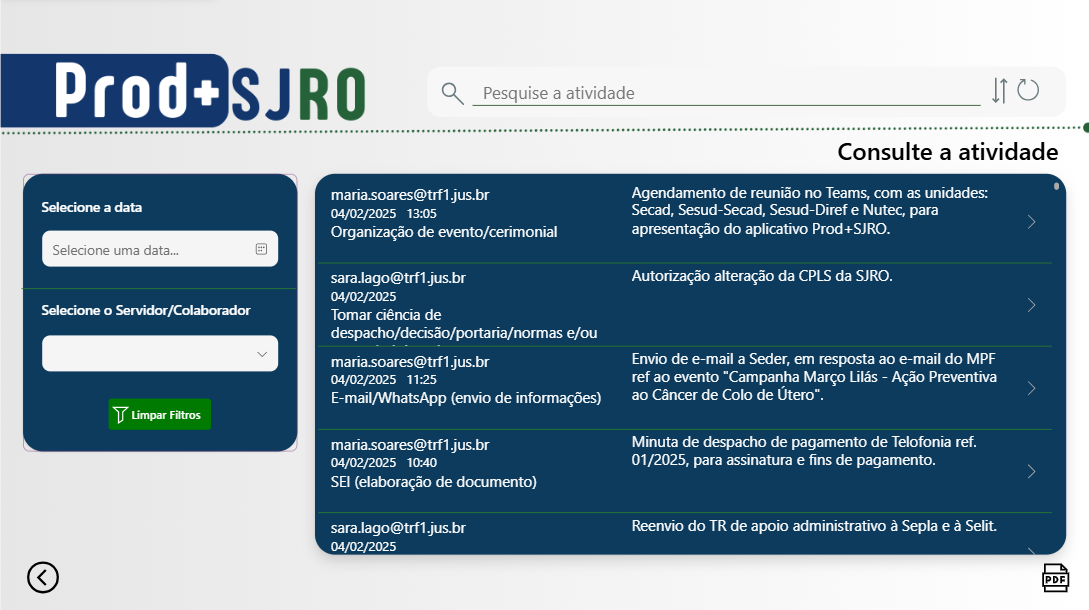 Prod+SJRO
Pesquise a atividade
Consulte a atividade
Selecione a data
Selecione uma data...
Selecione o Servidor/Colaborador
Limpar Filtros
maria.soares@trf1.jus.br
04/02/2025 13:05
Organização de evento/cerimonial
Agendamento de reunião no Teams, com as unidades:
Secad, Sesud-Secad, Sesud-Diref e Nutec, para
apresentação do aplicativo Prod+SJRO.
sara.lago@trf1.jus.br
04/02/2025
Tomar ciência de
despacho/decisão/portaria/normas e/ou
Autorização alteração da CPLS da SJRO.
maria.soares@trf1.jus.br
04/02/2025 11:25
E-mail/WhatsApp (envio de informações)
Envio de e-mail a Seder, em resposta ao e-mail do MPF
ref ao evento "Campanha Março Lilás - Ação Preventiva
ao Câncer de Colo de Útero".
maria.soares@trf1.jus.br
04/02/2025 10:40
SEI (elaboração de documento)
Minuta de despacho de pagamento de Telofonia ref.
01/2025, para assinatura e fins de pagamento.
sara.lago@trf1.jus.br
04/02/2025
Reenvio do TR de apoio administrativo à Sepla e à Selit.
PDF